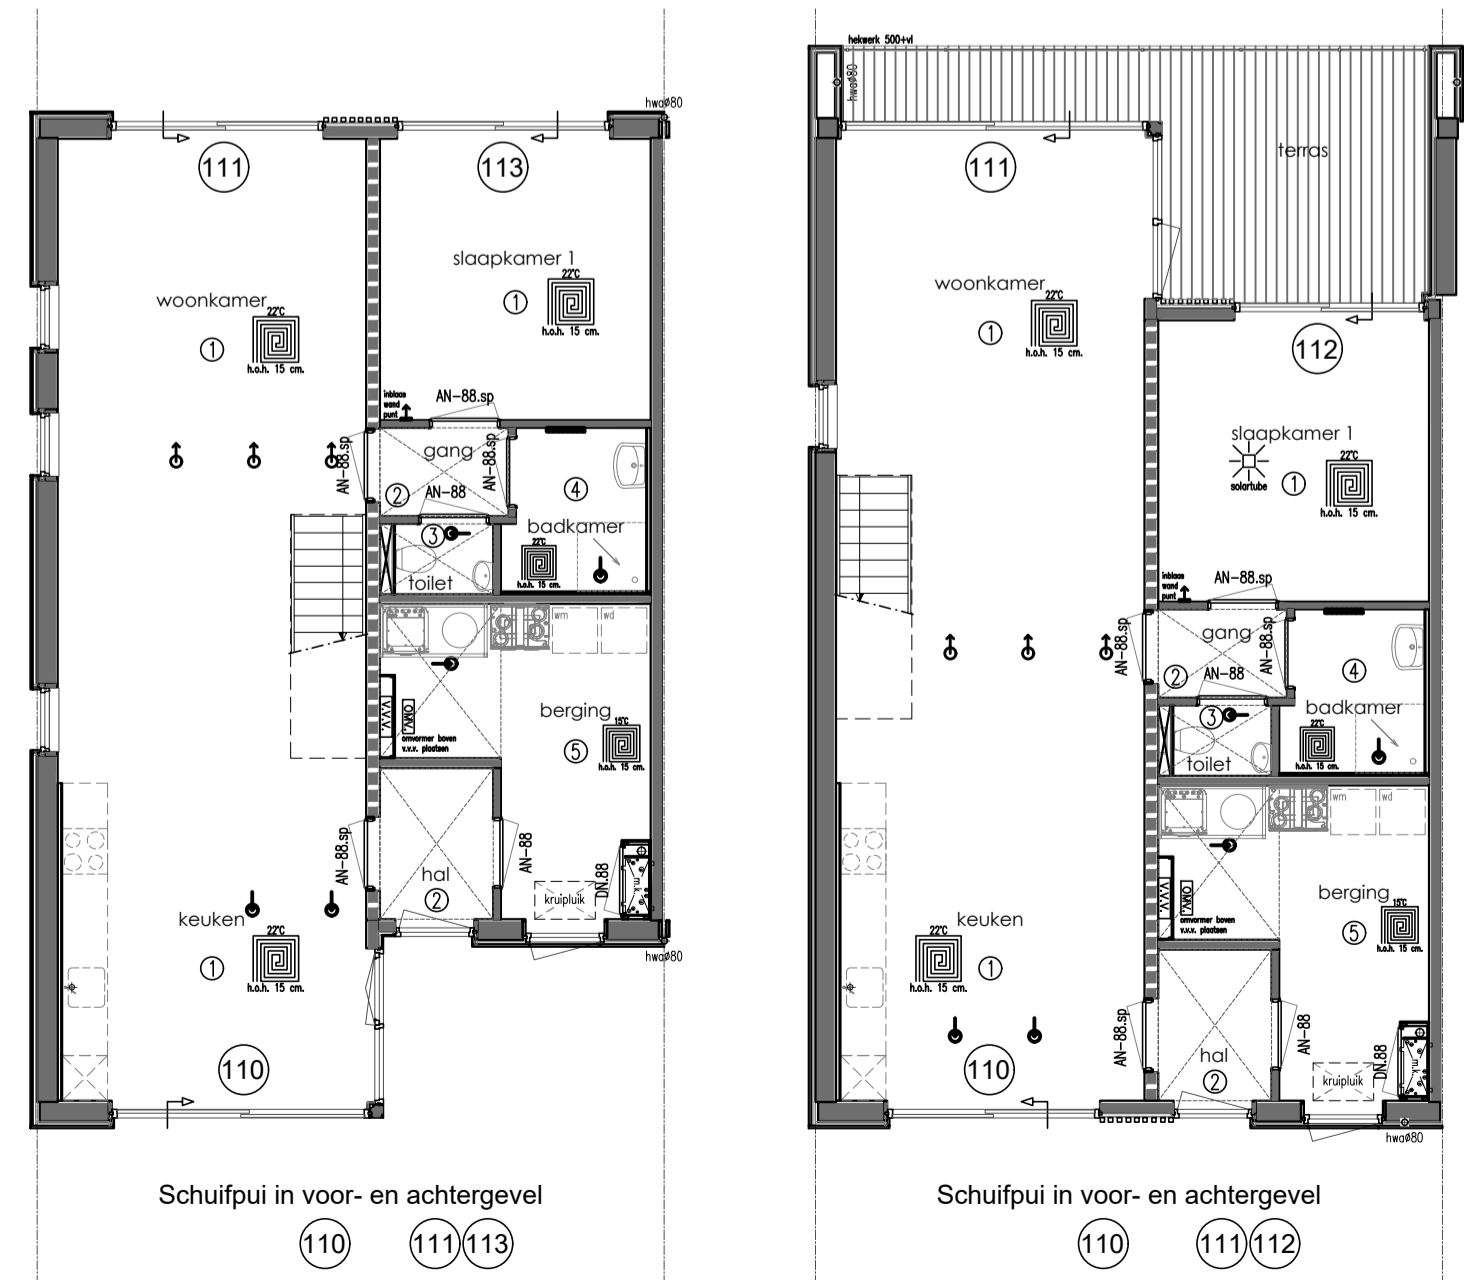 hwaø80
111
113
slaapkamer 1
22°C
1
h.o.h. 15 cm.
woonkamer
22°C
1
h.o.h. 15 cm.
inblaas
wand
punt
AN-88.sp
AN-88.sp
gang
AN-88.sp
2
AN-88
4
3
badkamer
22°C
h.o.h. 15 cm.
toilet
wm
wd
V.V.V.
OMV.
omvormer boven
v.v.v. plaatsen
berging
15°C
5
h.o.h. 15 cm.
AN-88.sp
AN-88
hal
2
DN.88
m.k.
kruipluik
keuken
22°C
1
h.o.h. 15 cm.
hwaø80
110
Schuifpui in voor- en achtergevel
110 111 113
hekwerk 500+vl
hwaø80
terras
111
112
woonkamer
22°C
1
h.o.h. 15 cm.
slaapkamer 1
solartube
22°C
1
h.o.h. 15 cm.
inblaas
wand
punt
AN-88.sp
AN-88.sp
gang
AN-88.sp
2
AN-88
4
3
badkamer
22°C
h.o.h. 15 cm.
toilet
wm
wd
V.V.V.
OMV.
omvormer boven
v.v.v. plaatsen
berging
15°C
5
h.o.h. 15 cm.
keuken
22°C
1
h.o.h. 15 cm.
AN-88.sp
AN-88
hal
2
DN.88
m.k.
kruipluik
110
hwaø80
Schuifpui in voor- en achtergevel
110 111 112